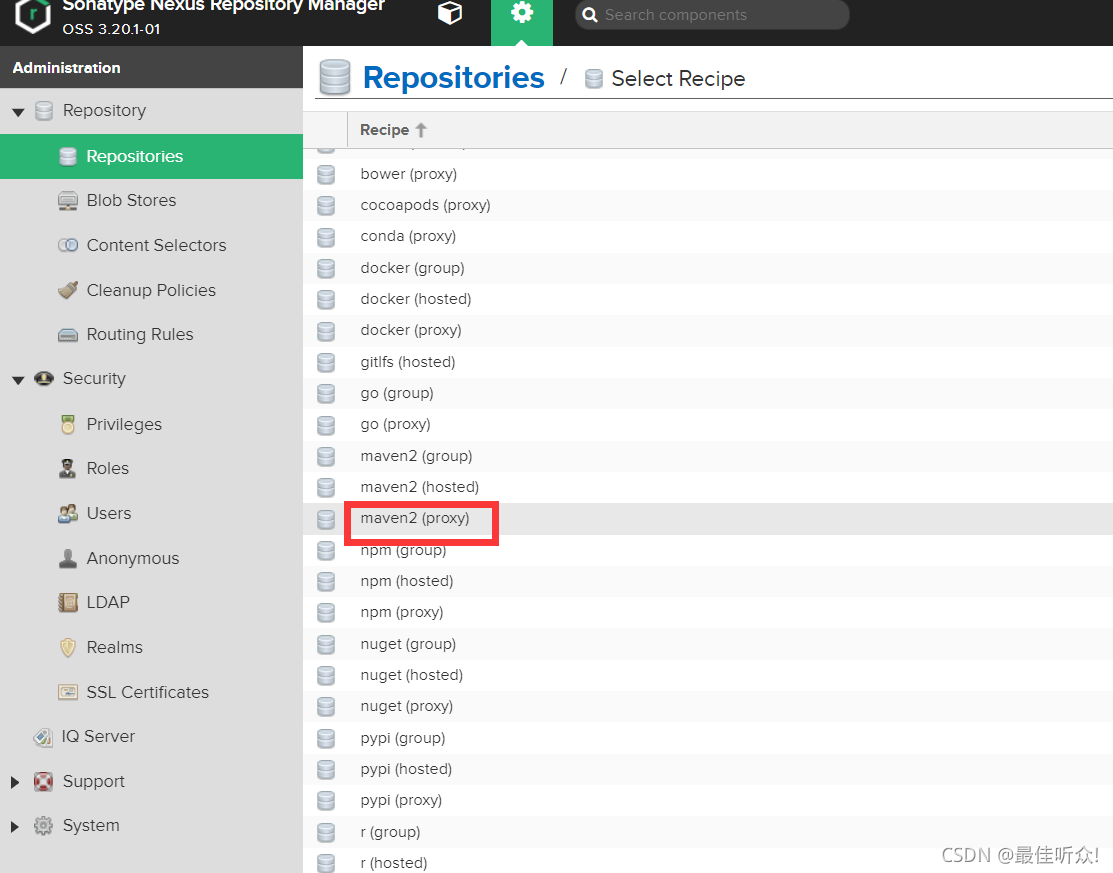 Sonatype Nexus Repository Manager
OSS 3.20.1-01
Search components
Administration
Repository
Repositories
Blob Stores
Content Selectors
Cleanup Policies
Routing Rules
Security
Privileges
Roles
Users
Anonymous
LDAP
Realms
SSL Certificates
IQ Server
Support
System
Repositories / Select Recipe
Recipe
bower (proxy)
cocoapods (proxy)
conda (proxy)
docker (group)
docker (hosted)
docker (proxy)
gitlfs (hosted)
go (group)
go (proxy)
maven2 (group)
maven2 (hosted)
maven2 (proxy)
npm (group)
npm (hosted)
npm (proxy)
nuget (group)
nuget (hosted)
nuget (proxy)
pypi (group)
pypi (hosted)
pypi (proxy)
r (group)
r (hosted)
CSDN @最佳听众!